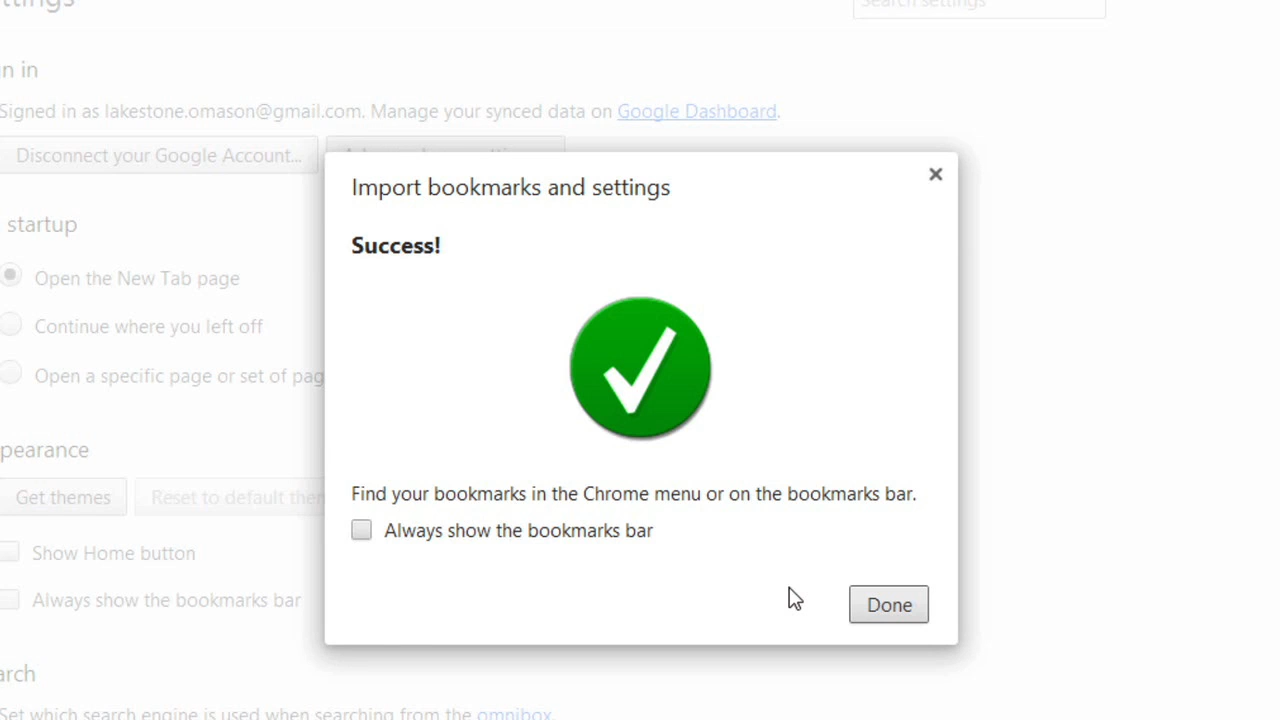 ttings
Search settings
n in
Signed in as lakestone.omason@gmail.com. Manage your synced data on Google Dashboard.
Disconnect your Google Account...
Import bookmarks and settings
Success!
startup
Open the New Tab page
Continue where you left off
Open a specific page or set of pag
pearance
Get themes
Reset to default them
Find your bookmarks in the Chrome menu or on the bookmarks bar.
Always show the bookmarks bar
Show Home button
Always show the bookmarks bar
Done
arch
Set which search engine is used when searching from the omnibox.